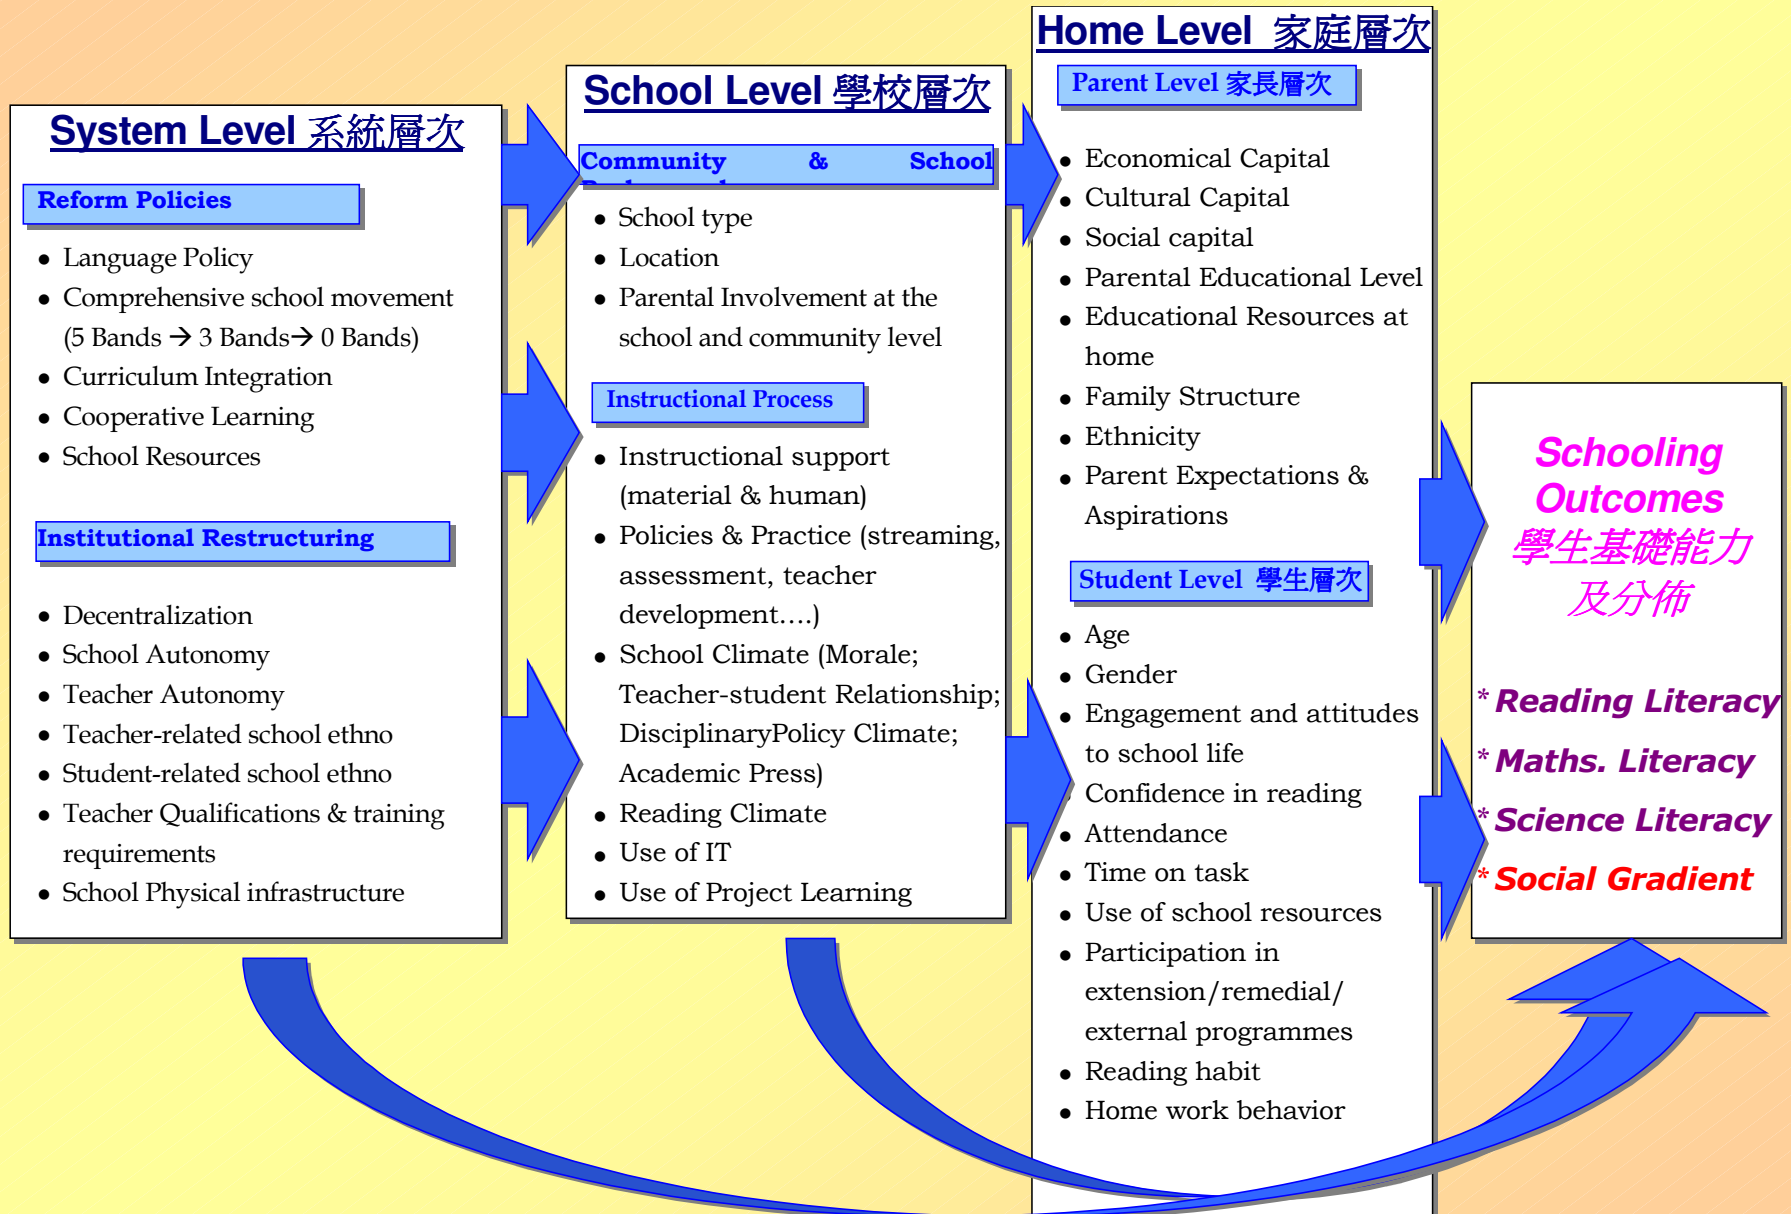 System Level 系統層次
Reform Policies
● Language Policy
● Comprehensive school movement
(5 Bands → 3 Bands→ 0 Bands)
● Curriculum Integration
● Cooperative Learning
● School Resources
Institutional Restructuring
● Decentralization
● School Autonomy
● Teacher Autonomy
● Teacher-related school ethno
● Student-related school ethno
● Teacher Qualifications & training
requirements
● School Physical infrastructure
School Level 學校層次
Community & School
● School type
● Location
● Parental Involvement at the
school and community level
Instructional Process
● Instructional support
(material & human)
● Policies & Practice (streaming,
assessment, teacher
development….)
● School Climate (Morale;
Teacher-student Relationship;
DisciplinaryPolicy Climate;
Academic Press)
● Reading Climate
● Use of IT
● Use of Project Learning
Home Level 家庭層次
Parent Level 家長層次
● Economical Capital
● Cultural Capital
● Social capital
● Parental Educational Level
● Educational Resources at
home
● Family Structure
● Ethnicity
● Parent Expectations &
Aspirations
Student Level 學生層次
● Age
● Gender
● Engagement and attitudes
to school life
● Confidence in reading
● Attendance
● Time on task
● Use of school resources
● Participation in
extension/remedial/
external programmes
● Reading habit
● Home work behavior
Schooling
Outcomes
學生基礎能力
及分佈
*Reading Literacy
*Maths. Literacy
*Science Literacy
*Social Gradient